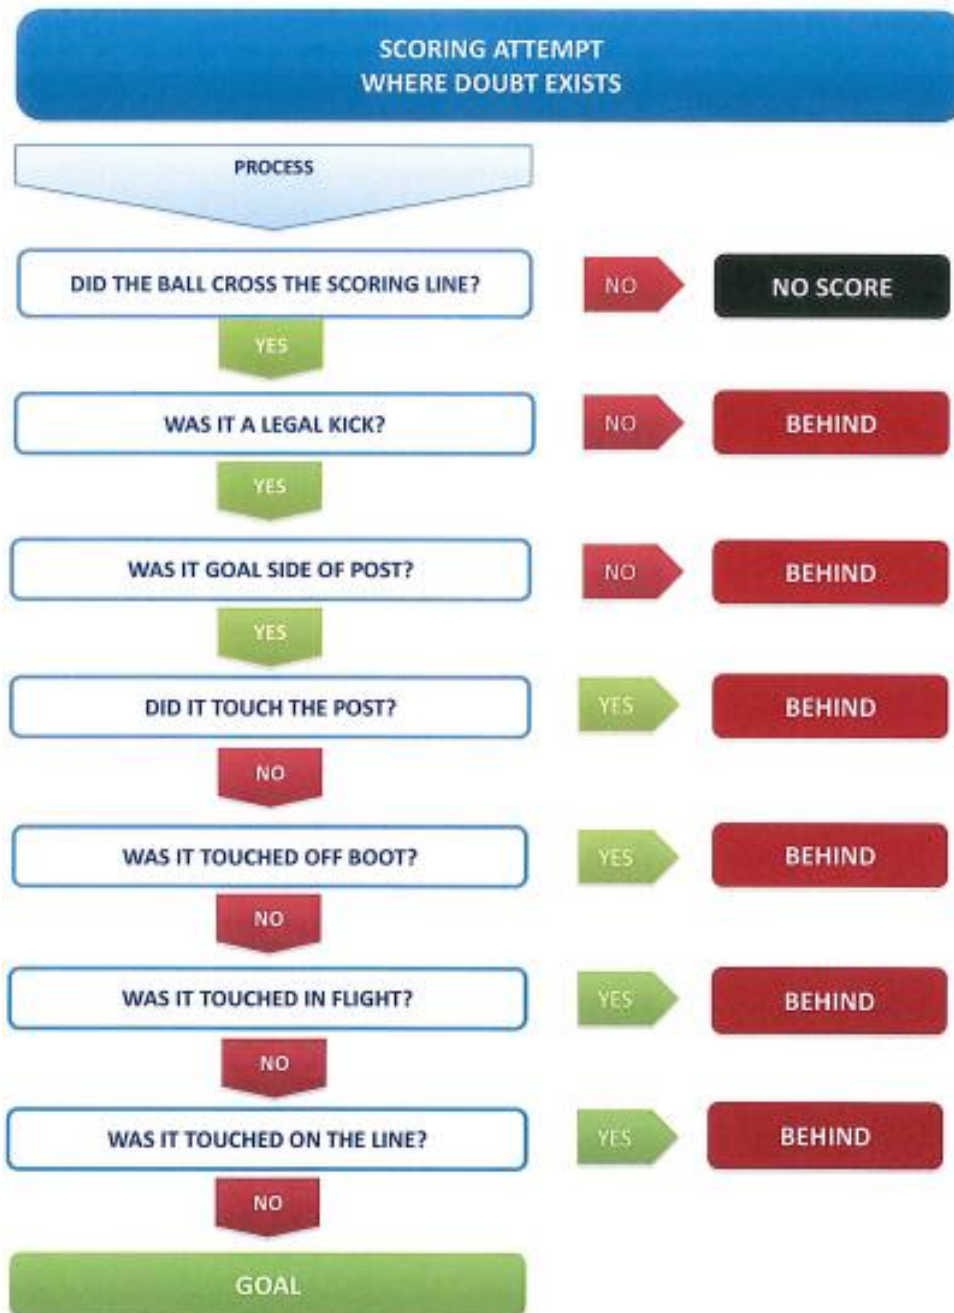 SCORING ATTEMPT
WHERE DOUBT EXISTS
PROCESS
DID THE BALL CROSS THE SCORING LINE?
NO
NO SCORE
YES
WAS IT A LEGAL KICK?
NO
BEHIND
YES
WAS IT GOAL SIDE OF POST?
NO
BEHIND
YES
DID IT TOUCH THE POST?
YES
BEHIND
NO
WAS IT TOUCHED OFF BOOT?
YES
BEHIND
NO
WAS IT TOUCHED IN FLIGHT?
YES
BEHIND
NO
WAS IT TOUCHED ON THE LINE?
YES
BEHIND
NO
GOAL